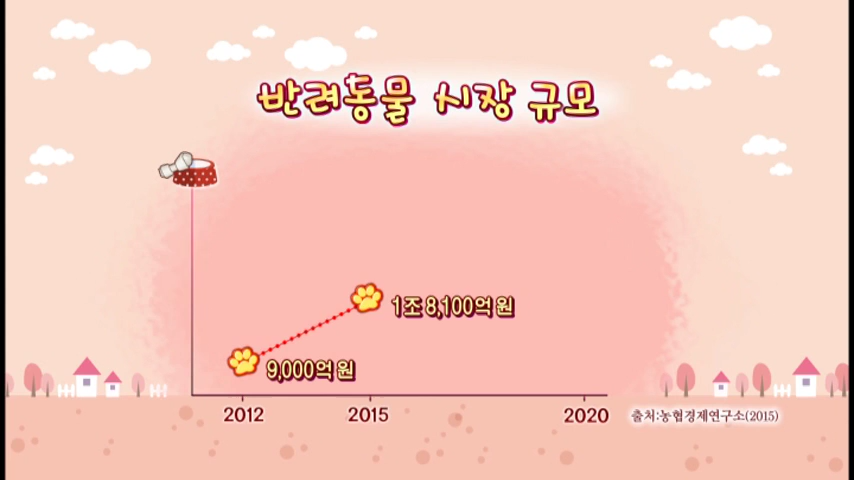 반려동물 시장 규모
1조 8,100억원
9,000억원
2012
2015
2020
출처:농협경제연구소(2015)